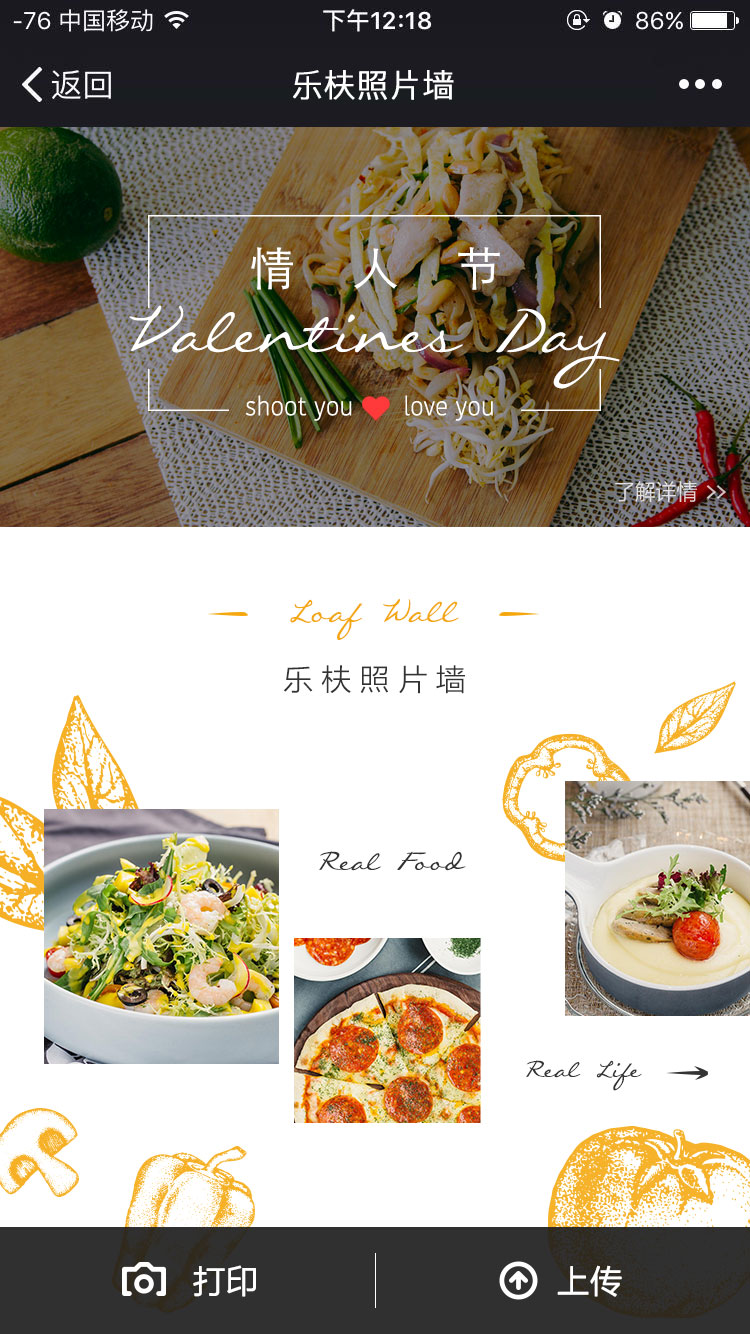 -76 中国移动 下午12:18 86%
返回 乐枎照片墙
情人节
Valentines Day
shoot you love you
了解详情 >>
Loaf Wall
乐枎照片墙
Real Food
Real Life
打印 上传